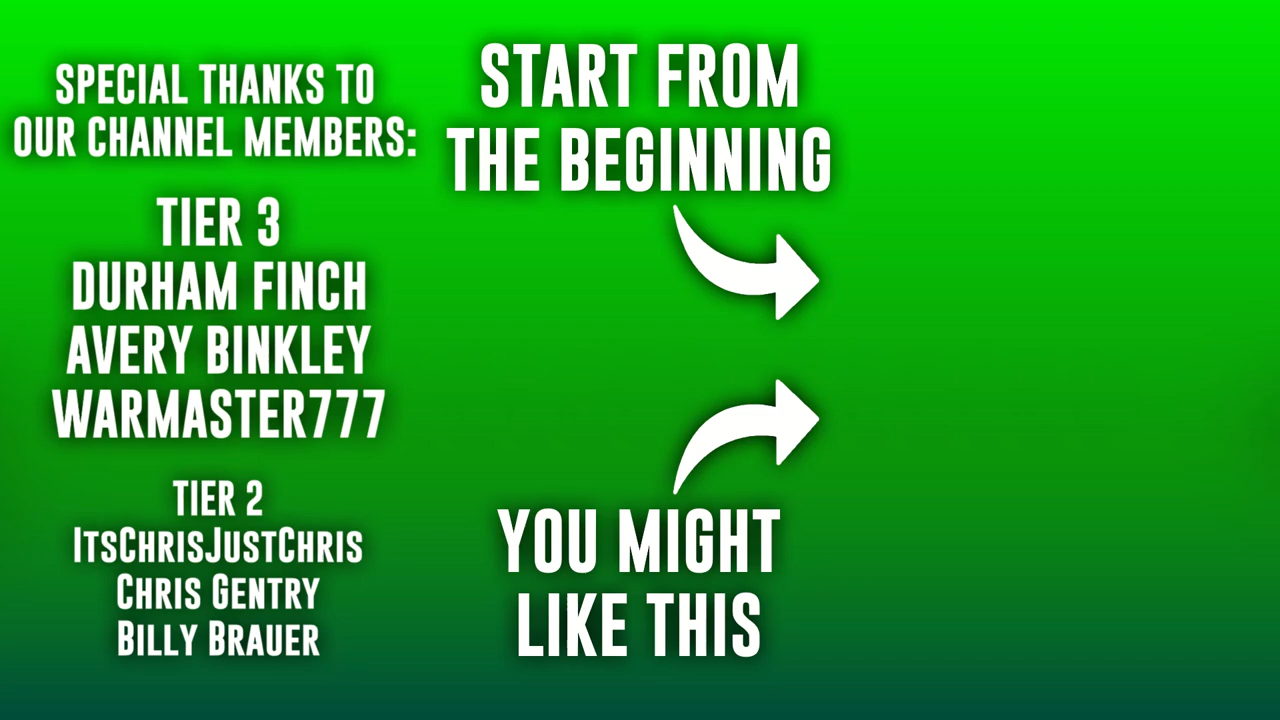 SPECIAL THANKS TO
OUR CHANNEL MEMBERS:
TIER 3
DURHAM FINCH
AVERY BINKLEY
WARMASTER777
TIER 2
ItsChrisJustChris
Chris Gentry
Billy Brauer
START FROM
THE BEGINNING
YOU MIGHT
LIKE THIS